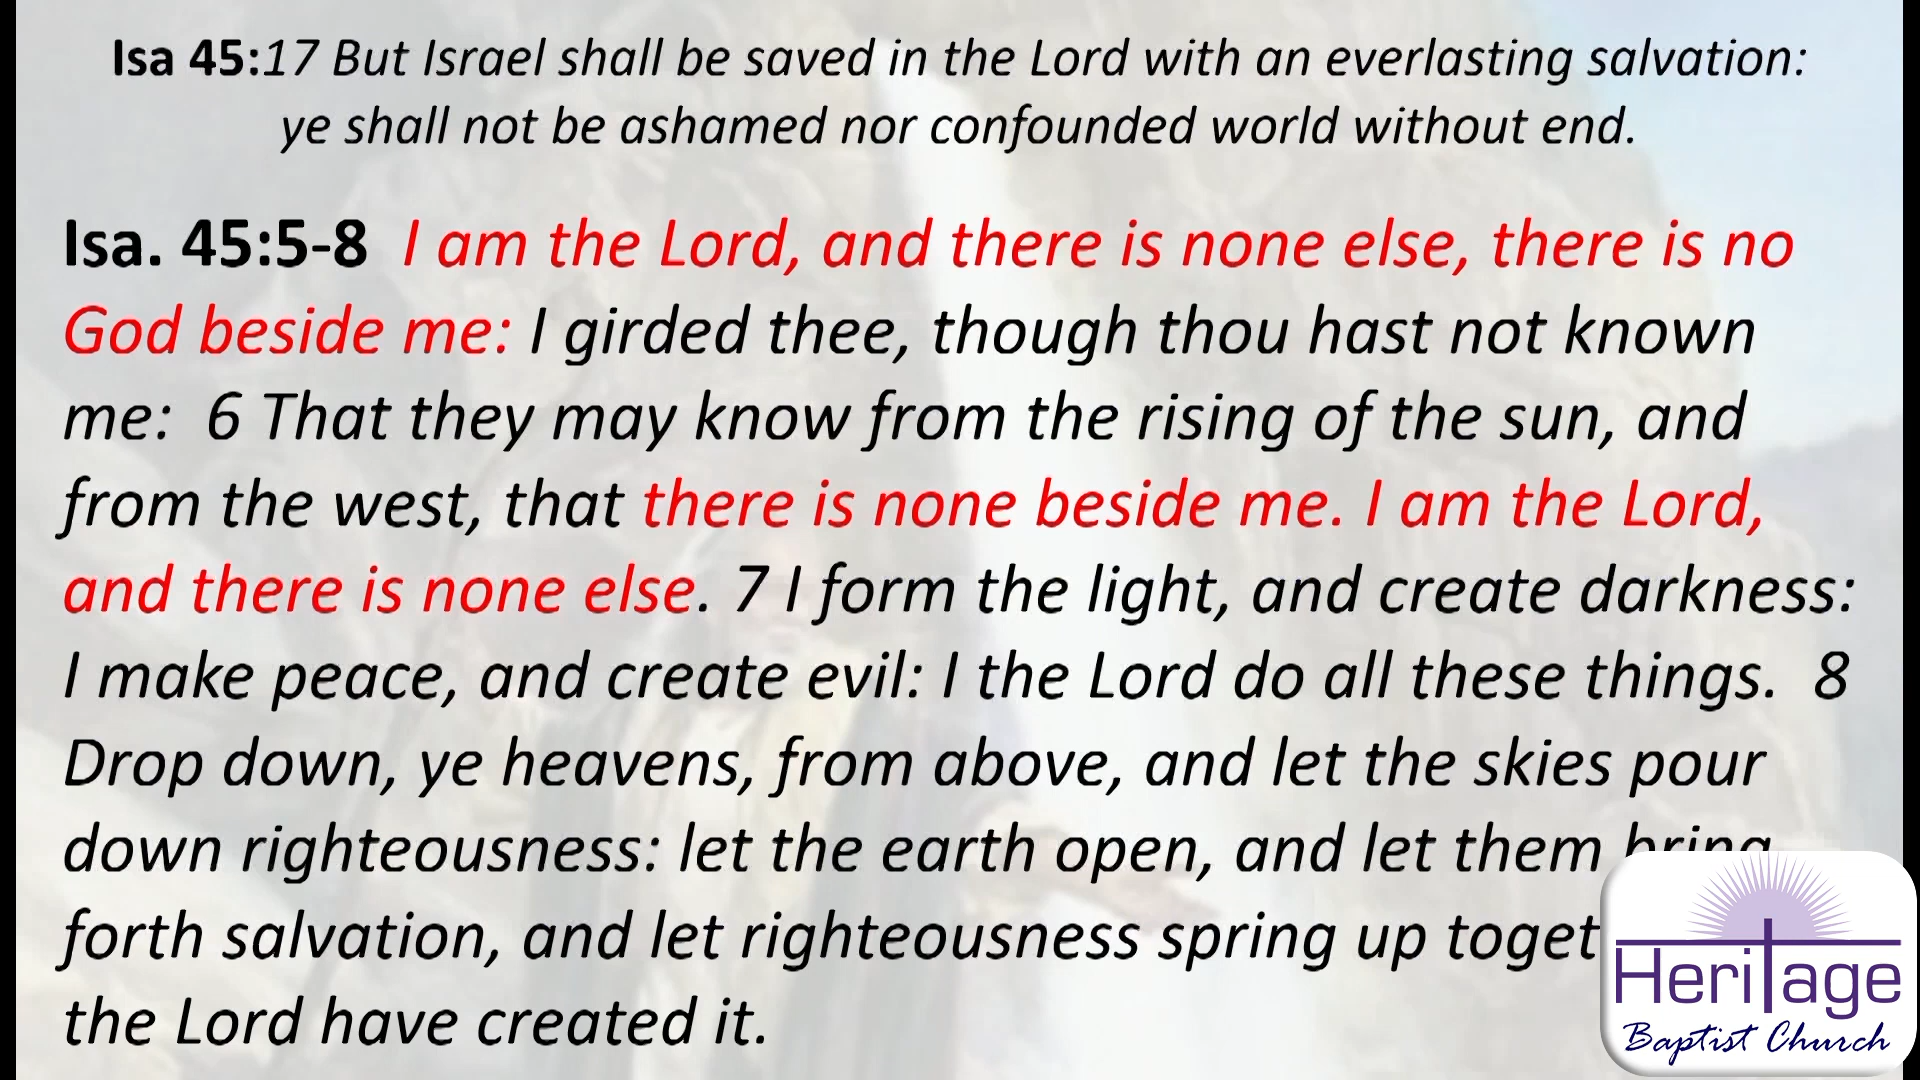 Isa 45:17 But Israel shall be saved in the Lord with an everlasting salvation:
ye shall not be ashamed nor confounded world without end.
Isa. 45:5-8 I am the Lord, and there is none else, there is no
God beside me: I girded thee, though thou hast not known
me: 6 That they may know from the rising of the sun, and
from the west, that there is none beside me. I am the Lord,
and there is none else. 7 I form the light, and create darkness:
I make peace, and create evil: I the Lord do all these things. 8
Drop down, ye heavens, from above, and let the skies pour
down righteousness: let the earth open, and let them bring
forth salvation, and let righteousness spring up toget
the Lord have created it.
Heritage
Baptist Church